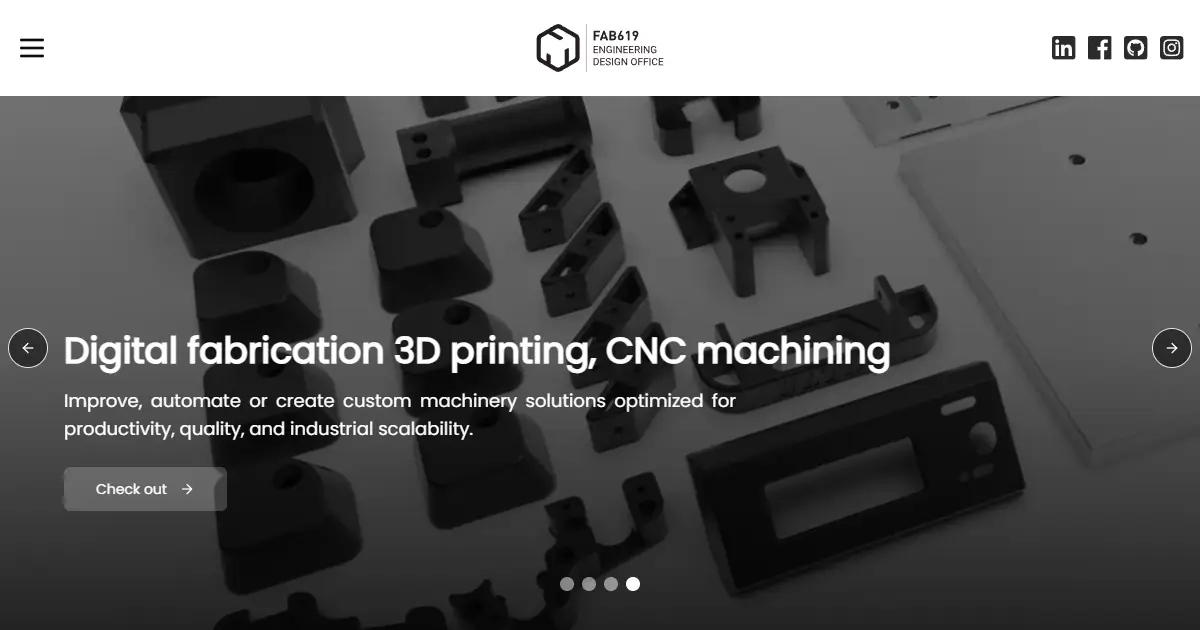 FAB619
ENGINEERING
DESIGN OFFICE
Digital fabrication 3D printing, CNC machining
Improve, automate or create custom machinery solutions optimized for
productivity, quality, and industrial scalability.
Check out